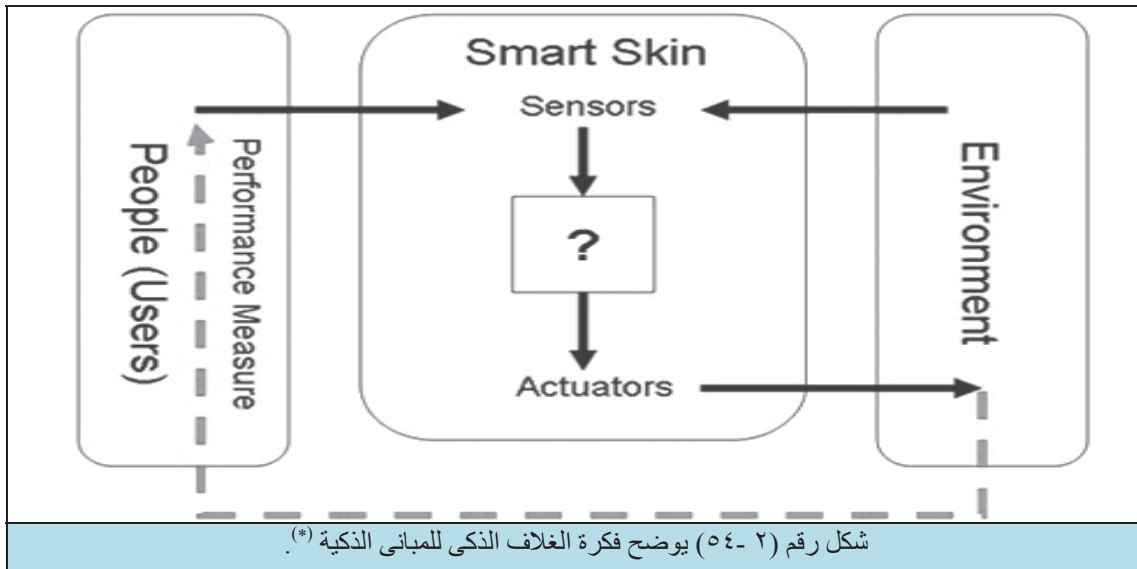 Smart Skin
Sensors
?
Actuators
People (Users)
Performance Measure
Environment
شكل رقم (٢ -٥٤) يوضح فكرة الغلاف الذكى للمبانى الذكية (*).